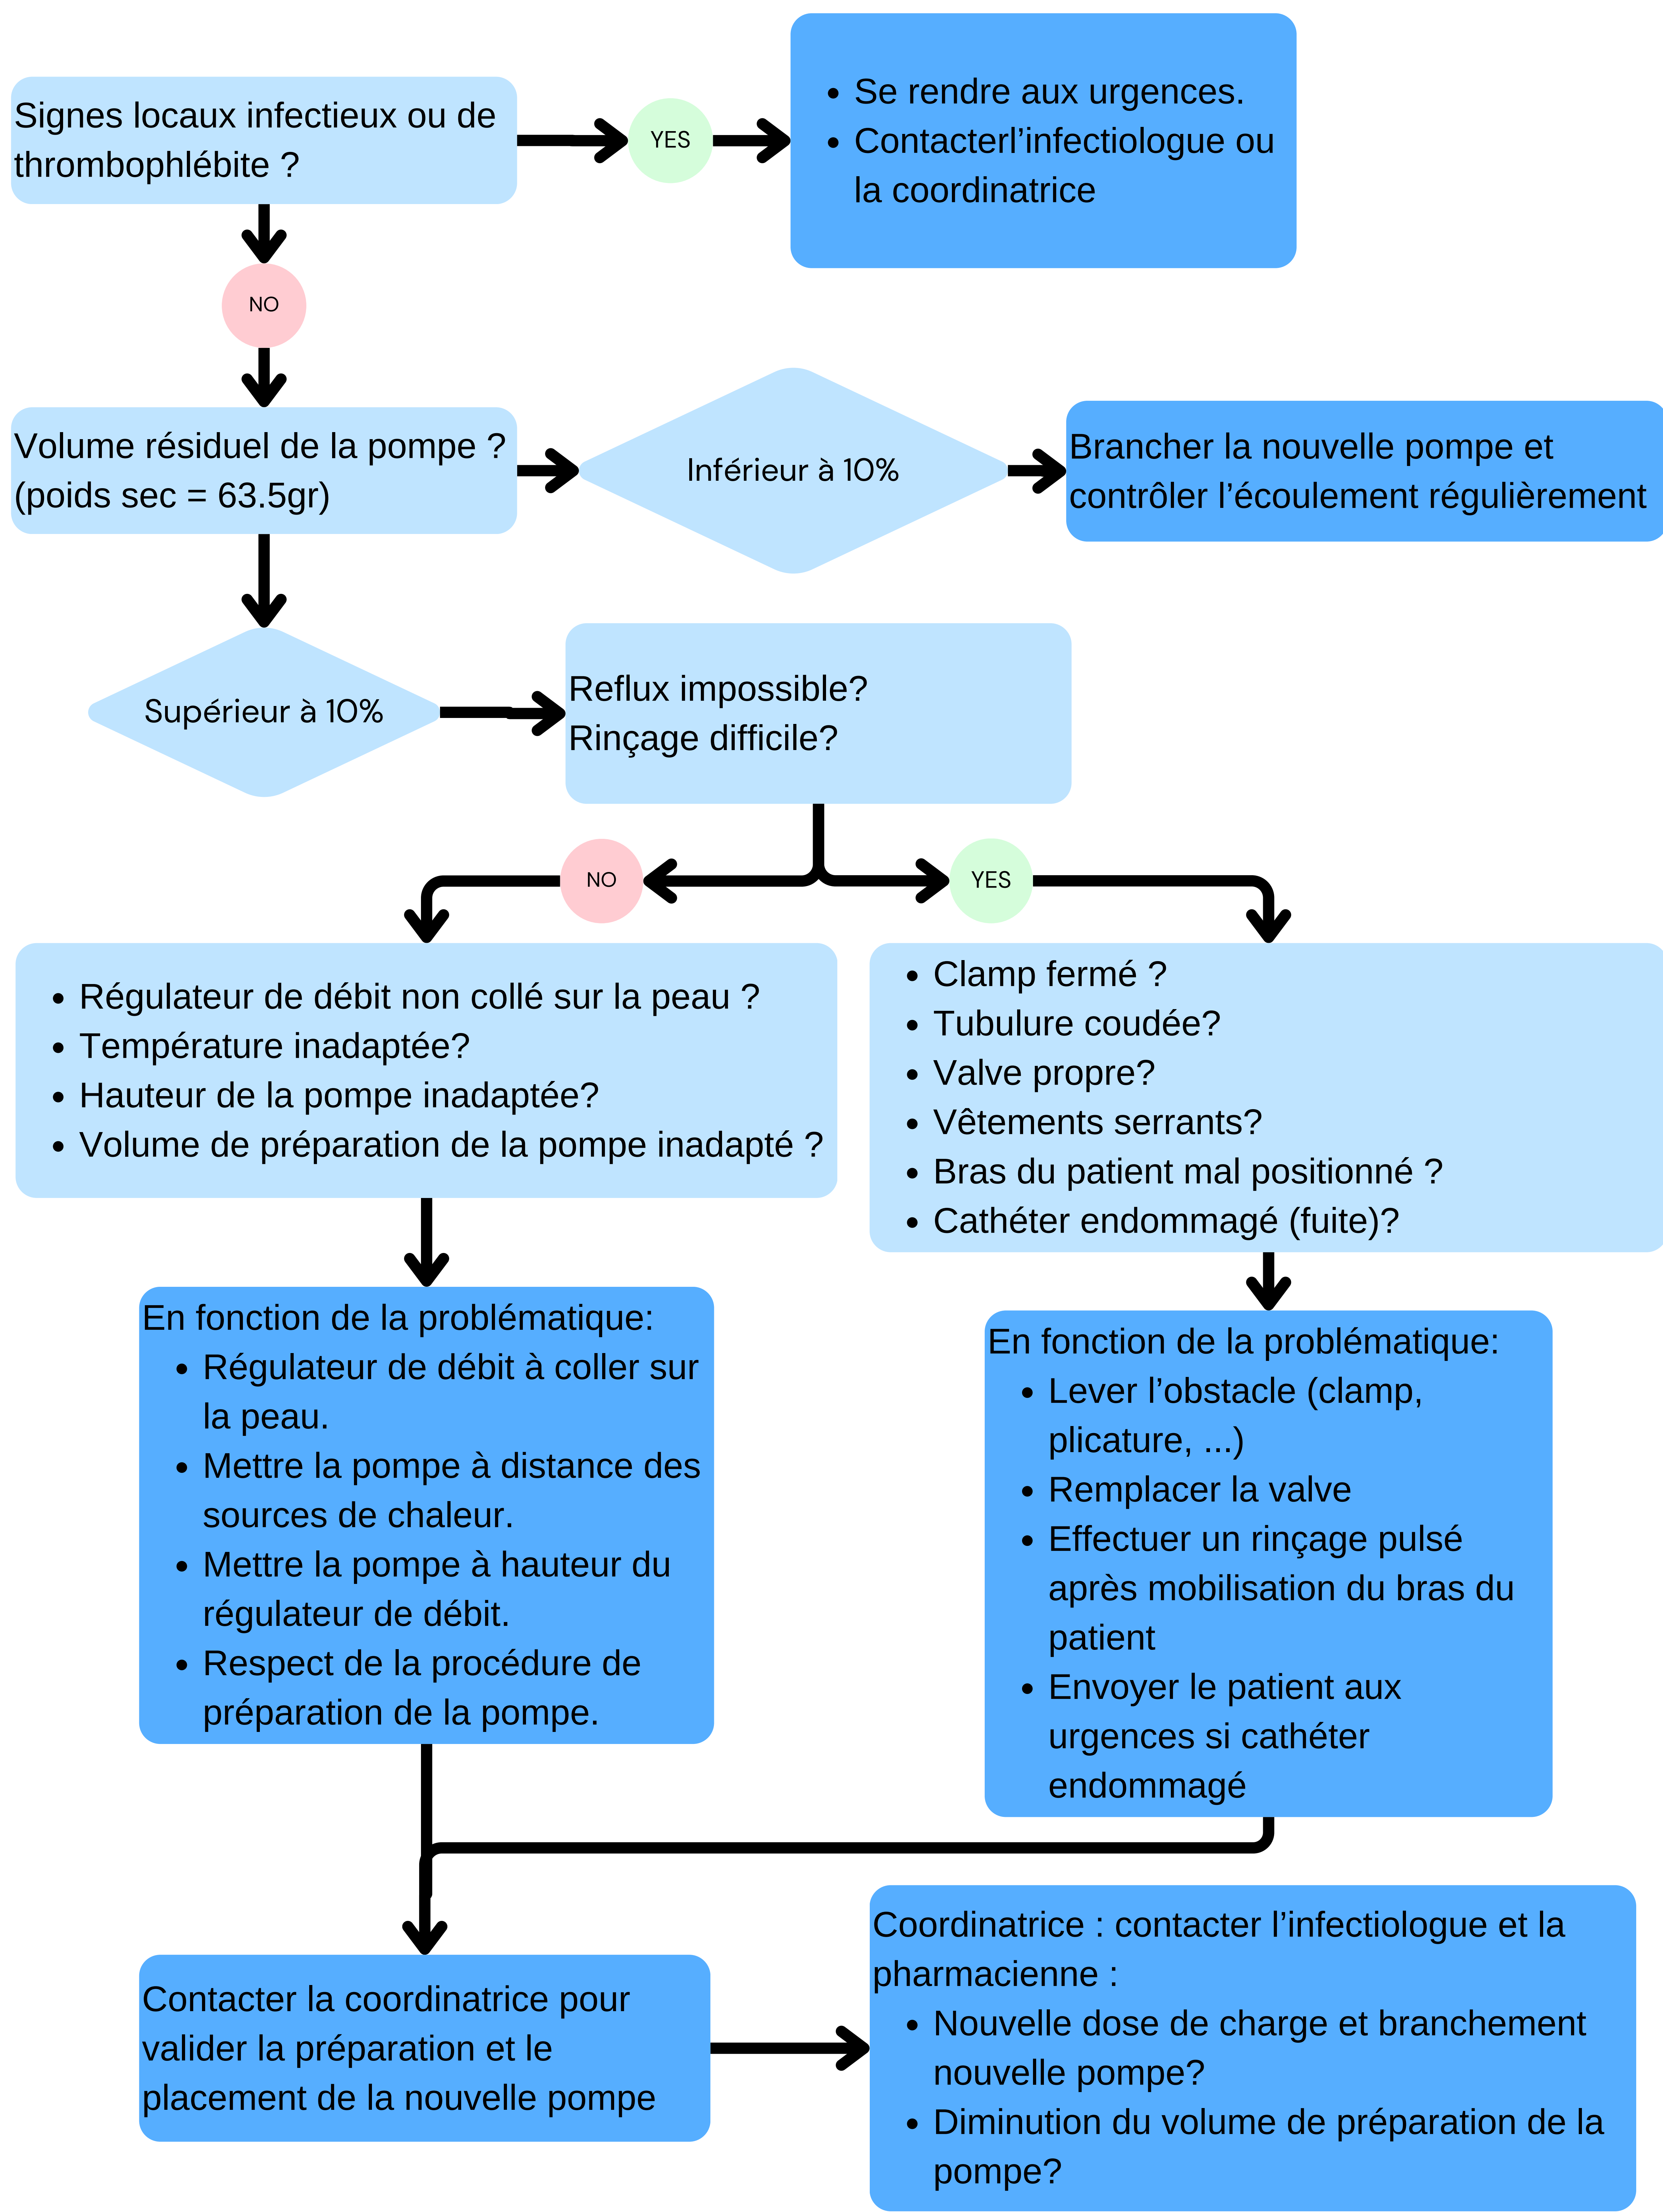 Signes locaux infectieux ou de
thrombophlébite ?
YES
• Se rendre aux urgences.
• Contacterl’infectiologue ou
la coordinatrice
NO
Volume résiduel de la pompe ?
(poids sec = 63.5gr)
Inférieur à 10%
Brancher la nouvelle pompe et
contrôler l’écoulement régulièrement
Supérieur à 10%
Reflux impossible?
Rinçage difficile?
NO
YES
• Régulateur de débit non collé sur la peau ?
• Température inadaptée?
• Hauteur de la pompe inadaptée?
• Volume de préparation de la pompe inadapté ?
• Clamp fermé ?
• Tubulure coudée?
• Valve propre?
• Vêtements serrants?
• Bras du patient mal positionné ?
• Cathéter endommagé (fuite)?
En fonction de la problématique:
• Régulateur de débit à coller sur
la peau.
• Mettre la pompe à distance des
sources de chaleur.
• Mettre la pompe à hauteur du
régulateur de débit.
• Respect de la procédure de
préparation de la pompe.
En fonction de la problématique:
• Lever l’obstacle (clamp,
plicature, ...)
• Remplacer la valve
• Effectuer un rinçage pulsé
après mobilisation du bras du
patient
• Envoyer le patient aux
urgences si cathéter
endommagé
Contacter la coordinatrice pour
valider la préparation et le
placement de la nouvelle pompe
Coordinatrice : contacter l’infectiologue et la
pharmacienne :
• Nouvelle dose de charge et branchement
nouvelle pompe?
• Diminution du volume de préparation de la
pompe?